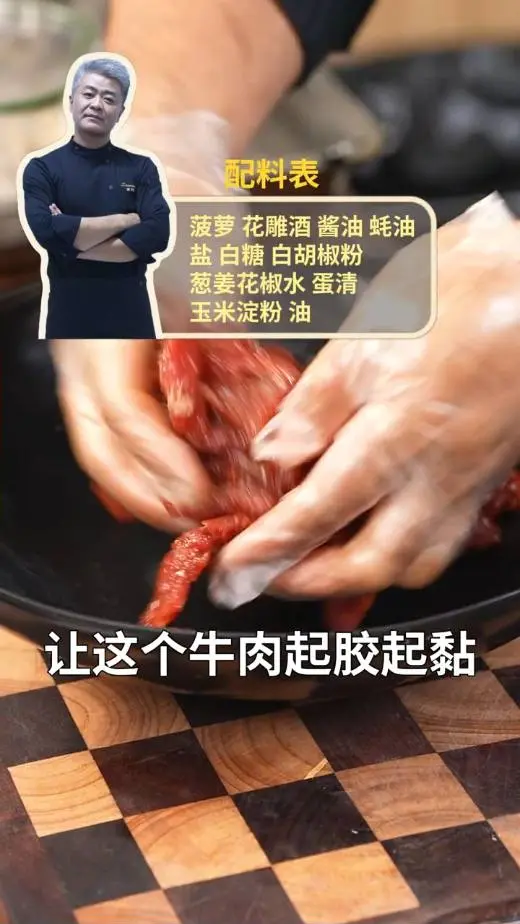 配料表
菠萝 花雕酒 酱油 蚝油
盐 白糖 白胡椒粉
葱姜花椒水 蛋清
玉米淀粉 油
让这个牛肉起胶起黏